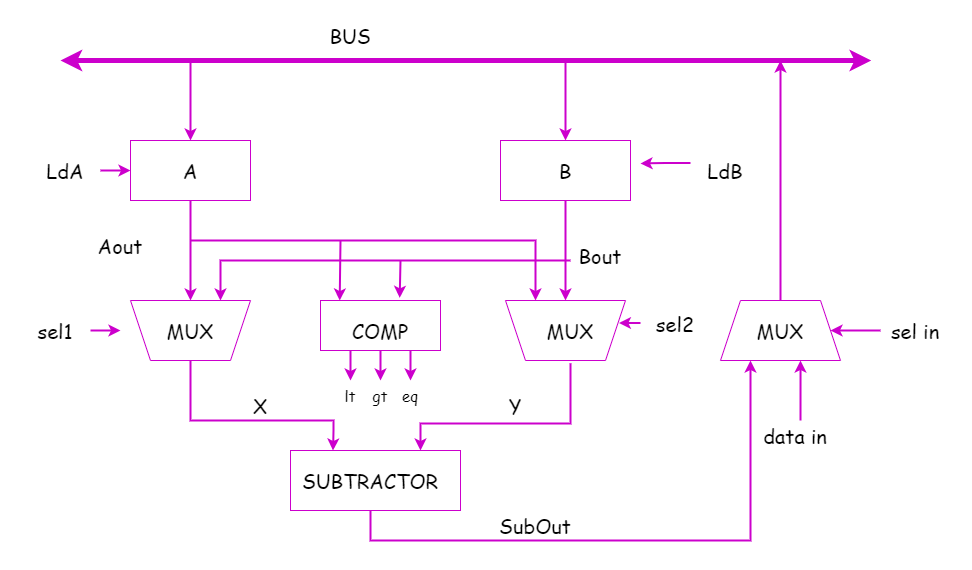 BUS
LdA
A
B
LdB
Aout
Bout
sel1
MUX
COMP
MUX
sel2
MUX
sel in
lt gt eq
X
Y
data in
SUBTRACTOR
SubOut